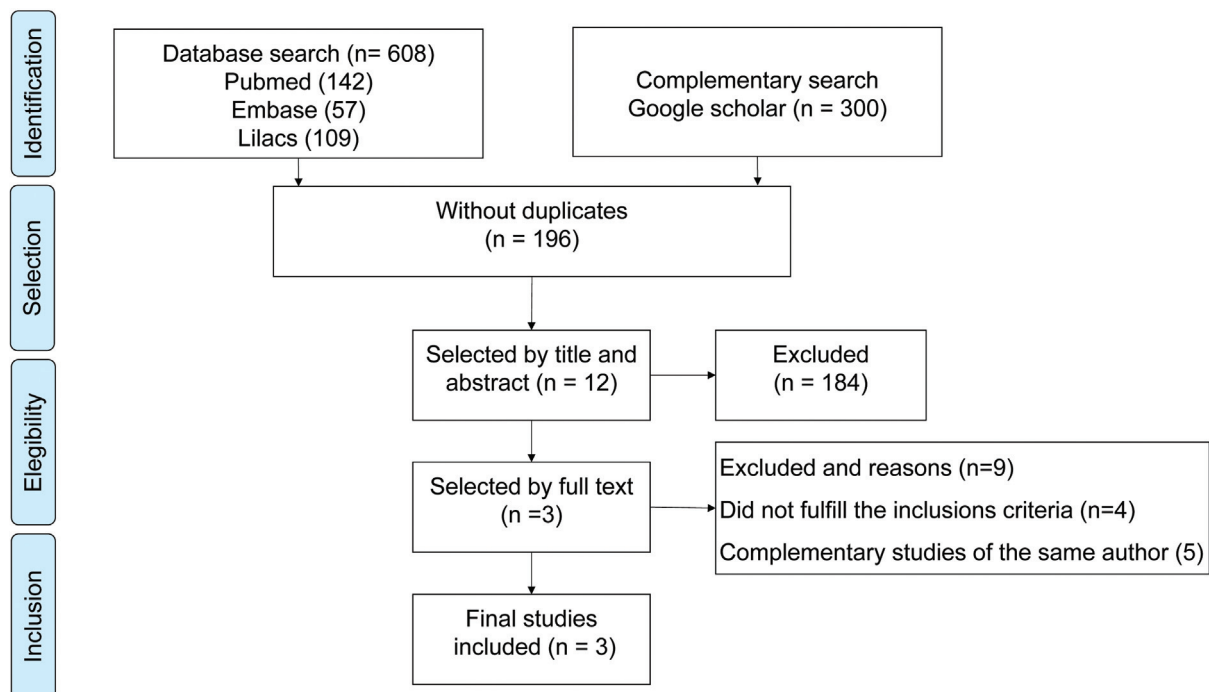 Identification
Database search (n= 608)
Pubmed (142)
Embase (57)
Lilacs (109)
Complementary search
Google scholar (n = 300)
Selection
Without duplicates
(n = 196)
Elegibility
Selected by title and
abstract (n = 12)
Excluded
(n = 184)
Selected by full text
(n =3)
Excluded and reasons (n=9)
Did not fulfill the inclusions criteria (n=4)
Complementary studies of the same author (5)
Inclusion
Final studies
included (n = 3)